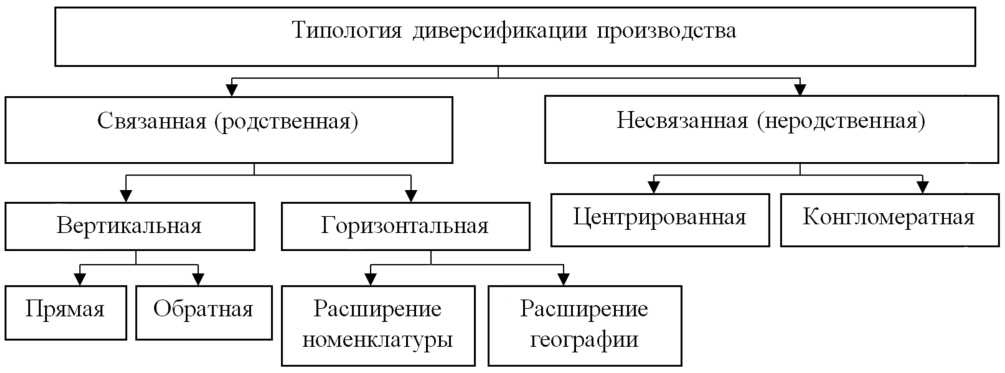 Типология диверсификации производства
Связанная (родственная)
Несвязанная (неродственная)
Вертикальная
Горизонтальная
Центрированная
Конгломератная
Прямая
Обратная
Расширение
номенклатуры
Расширение
географии